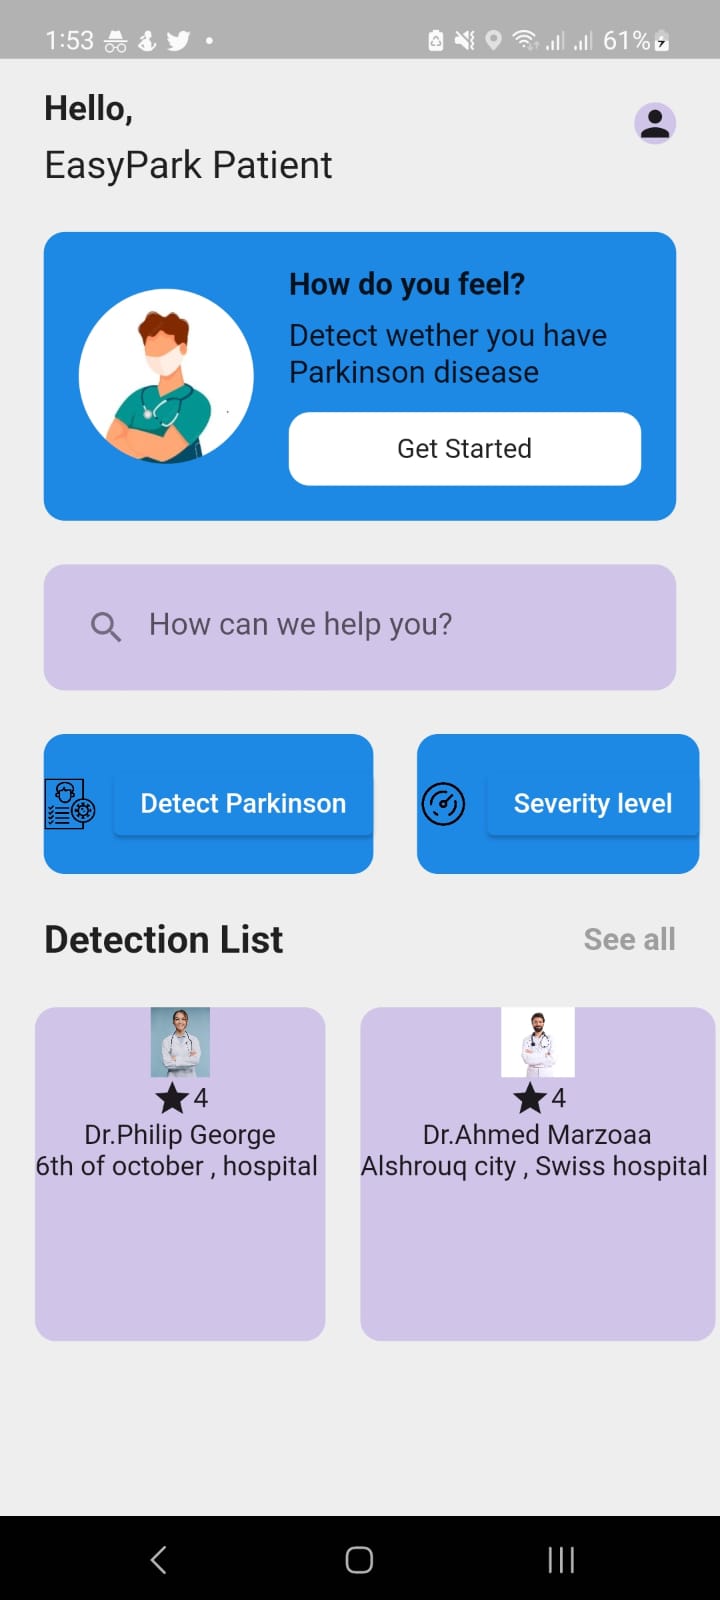 1:53
61%
Hello,
EasyPark Patient
How do you feel?
Detect wether you have
Parkinson disease
Get Started
How can we help you?
Detect Parkinson
Severity level
Detection List
See all
4
Dr.Philip George
6th of october , hospital
4
Dr.Ahmed Marzoaa
Alshrouq city , Swiss hospital